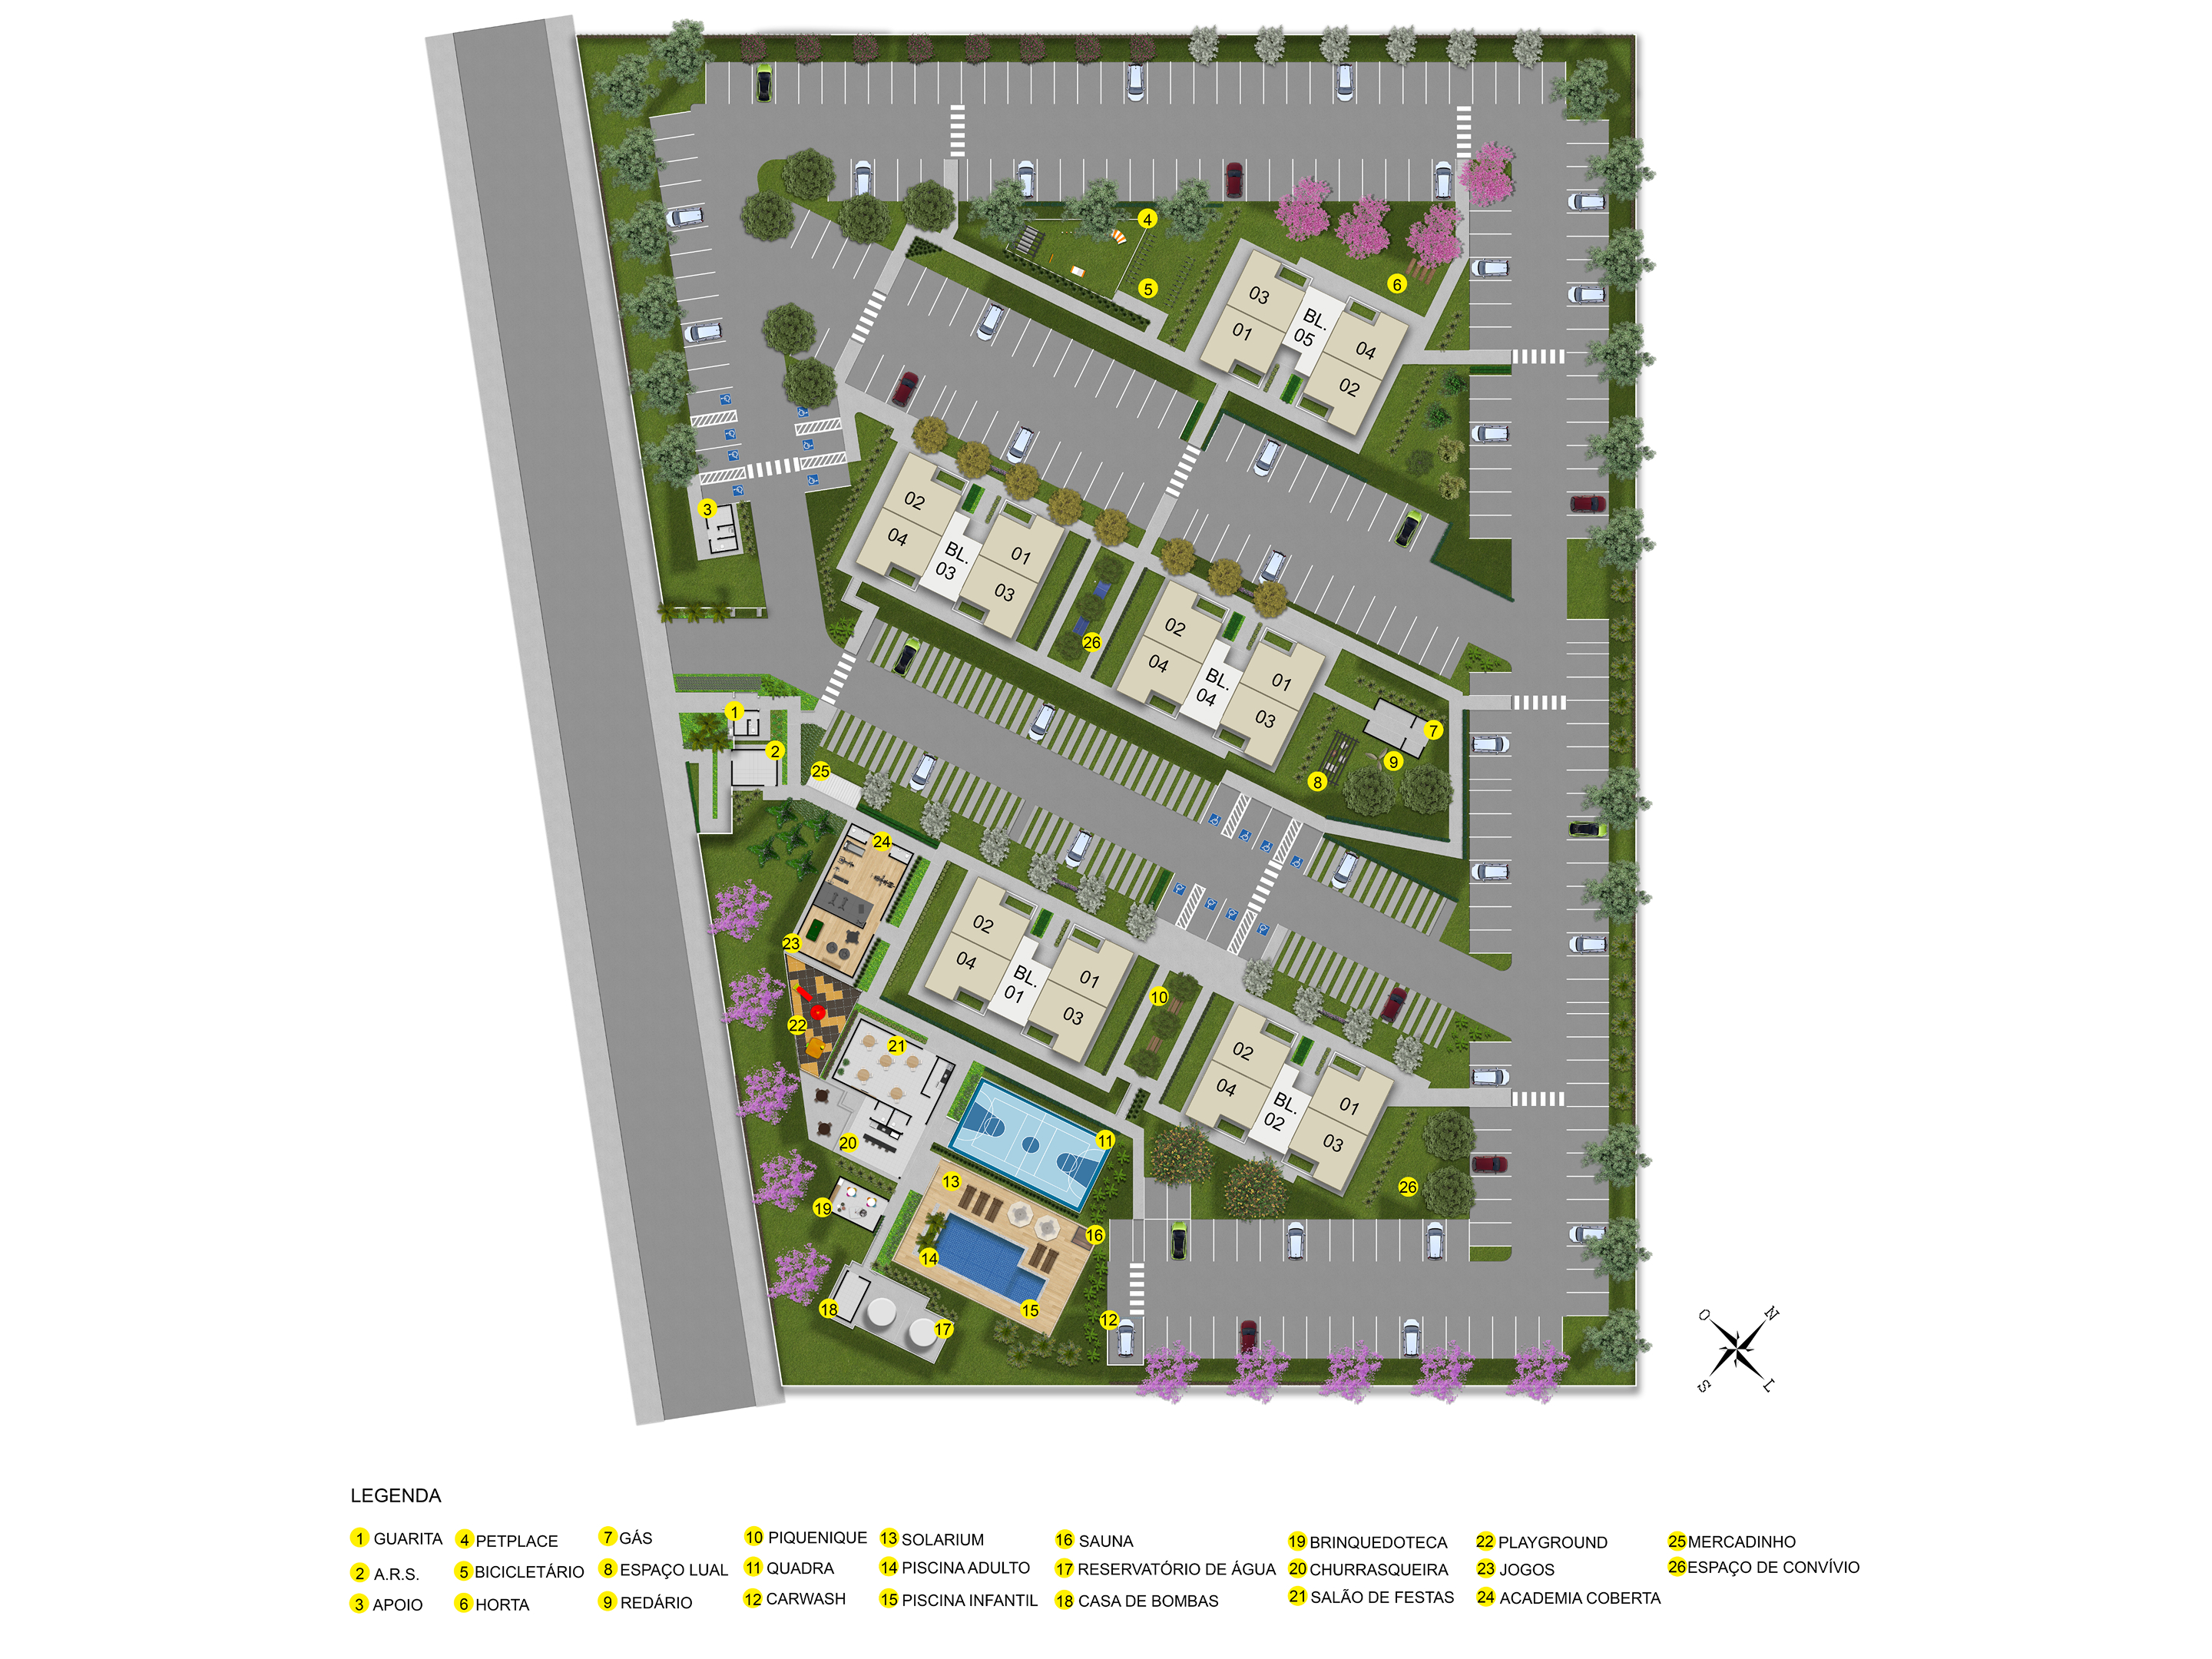 4
5
6
03
01
BL.
05
04
02
3
02
04
BL.
03
01
03
26
02
04
BL.
04
01
03
7
8
9
1
2
25
24
23
22
21
20
02
04
BL.
01
01
03
10
02
04
BL.
02
01
03
26
11
13
16
19
14
15
18
17
12
O
N
S
L
LEGENDA
1 GUARITA
2 A.R.S.
3 APOIO
4 PETPLACE
5 BICICLETÁRIO
6 HORTA
7 GÁS
8 ESPAÇO LUAL
9 REDÁRIO
10 PIQUENIQUE
11 QUADRA
12 CARWASH
13 SOLARIUM
14 PISCINA ADULTO
15 PISCINA INFANTIL
16 SAUNA
17 RESERVATÓRIO DE ÁGUA
18 CASA DE BOMBAS
19 BRINQUEDOTECA
20 CHURRASQUEIRA
21 SALÃO DE FESTAS
22 PLAYGROUND
23 JOGOS
24 ACADEMIA COBERTA
25 MERCADINHO
26 ESPAÇO DE CONVÍVIO